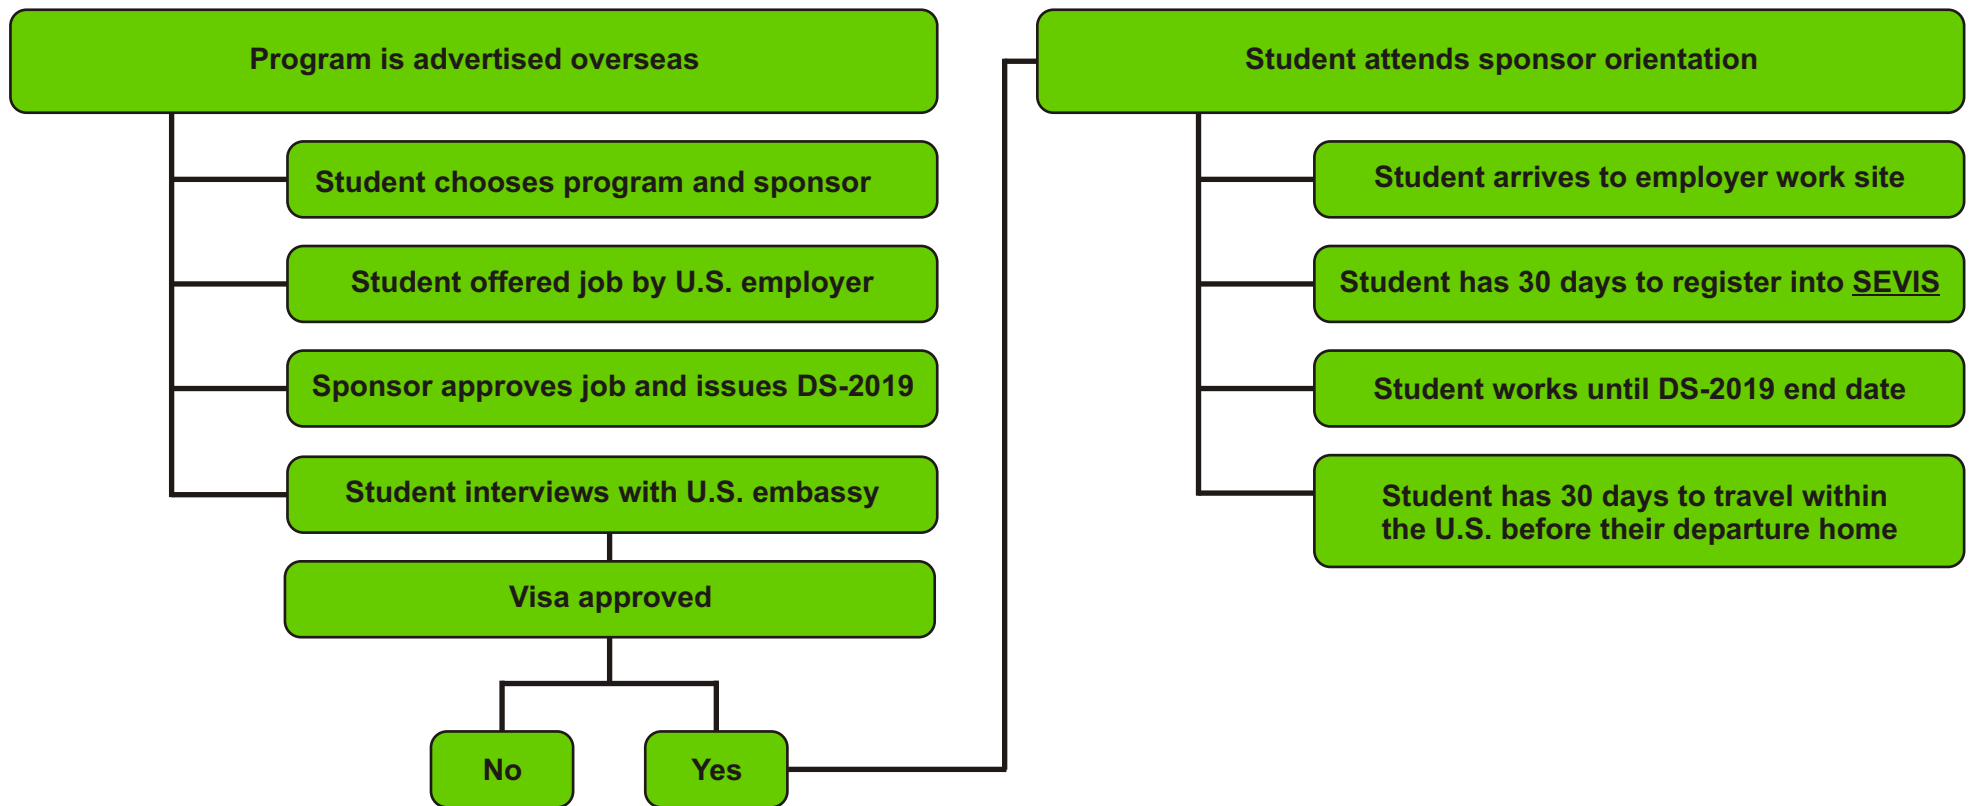 Program is advertised overseas
Student chooses program and sponsor
Student offered job by U.S. employer
Sponsor approves job and issues DS-2019
Student interviews with U.S. embassy
Visa approved
No
Yes
Student attends sponsor orientation
Student arrives to employer work site
Student has 30 days to register into SEVIS
Student works until DS-2019 end date
Student has 30 days to travel within
the U.S. before their departure home